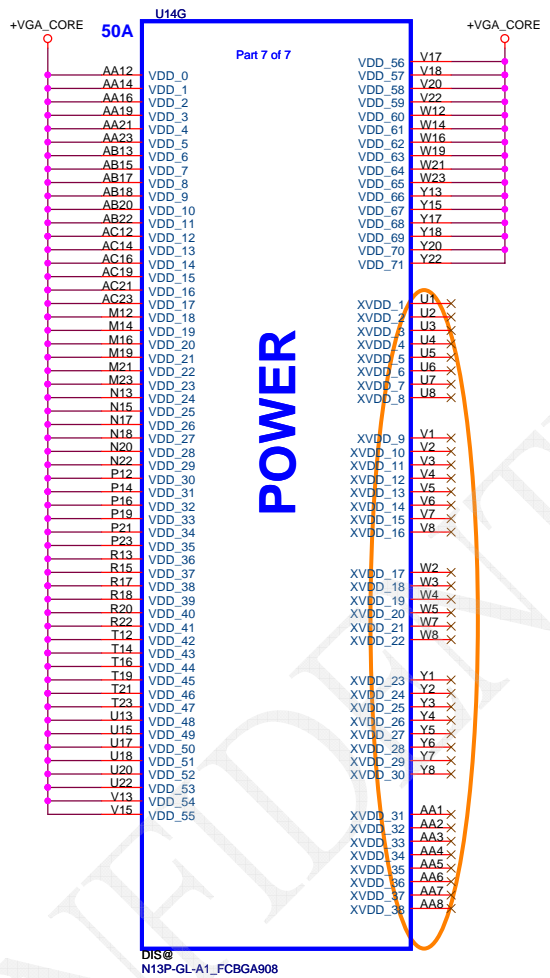 U14G
+VGA_CORE
50A
+VGA_CORE
Part 7 of 7
AA12 VDD_0
AA14 VDD_1
AA16 VDD_2
AA19 VDD_3
AA21 VDD_4
AA23 VDD_5
AB13 VDD_6
AB15 VDD_7
AB17 VDD_8
AB18 VDD_9
AB20 VDD_10
AB22 VDD_11
AC12 VDD_12
AC14 VDD_13
AC16 VDD_14
AC19 VDD_15
AC21 VDD_16
AC23 VDD_17
M12 VDD_18
M14 VDD_19
M16 VDD_20
M19 VDD_21
M21 VDD_22
M23 VDD_23
N13 VDD_24
N15 VDD_25
N17 VDD_26
N18 VDD_27
N20 VDD_28
N22 VDD_29
P12 VDD_30
P14 VDD_31
P16 VDD_32
P19 VDD_33
P21 VDD_34
P23 VDD_35
R13 VDD_36
R15 VDD_37
R17 VDD_38
R18 VDD_39
R20 VDD_40
R22 VDD_41
T12 VDD_42
T14 VDD_43
T16 VDD_44
T19 VDD_45
T21 VDD_46
T23 VDD_47
U13 VDD_48
U15 VDD_49
U17 VDD_50
U18 VDD_51
U20 VDD_52
U22 VDD_53
V13 VDD_54
V15 VDD_55
POWER
VDD_56 V17
VDD_57 V18
VDD_58 V20
VDD_59 V22
VDD_60 W12
VDD_61 W14
VDD_62 W16
VDD_63 W19
VDD_64 W21
VDD_65 W23
VDD_66 Y13
VDD_67 Y15
VDD_68 Y17
VDD_69 Y18
VDD_70 Y20
VDD_71 Y22
XVDD_1 U1
XVDD_2 U2
XVDD_3 U3
XVDD_4 U4
XVDD_5 U5
XVDD_6 U6
XVDD_7 U7
XVDD_8 U8
XVDD_9 V1
XVDD_10 V2
XVDD_11 V3
XVDD_12 V4
XVDD_13 V5
XVDD_14 V6
XVDD_15 V7
XVDD_16 V8
XVDD_17 W2
XVDD_18 W3
XVDD_19 W4
XVDD_20 W5
XVDD_21 W7
XVDD_22 W8
XVDD_23 Y1
XVDD_24 Y2
XVDD_25 Y3
XVDD_26 Y4
XVDD_27 Y5
XVDD_28 Y6
XVDD_29 Y7
XVDD_30 Y8
XVDD_31 AA1
XVDD_32 AA2
XVDD_33 AA3
XVDD_34 AA4
XVDD_35 AA5
XVDD_36 AA6
XVDD_37 AA7
XVDD_38 AA8
DIS@
N13P-GL-A1_FCBGA908
NFIDENT